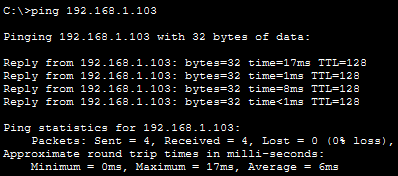 C:\>ping 192.168.1.103
Pinging 192.168.1.103 with 32 bytes of data:
Reply from 192.168.1.103: bytes=32 time=17ms TTL=128
Reply from 192.168.1.103: bytes=32 time=1ms TTL=128
Reply from 192.168.1.103: bytes=32 time=8ms TTL=128
Reply from 192.168.1.103: bytes=32 time<1ms TTL=128
Ping statistics for 192.168.1.103:
Packets: Sent = 4, Received = 4, Lost = 0 (0% loss),
Approximate round trip times in milli-seconds:
Minimum = 0ms, Maximum = 17ms, Average = 6ms